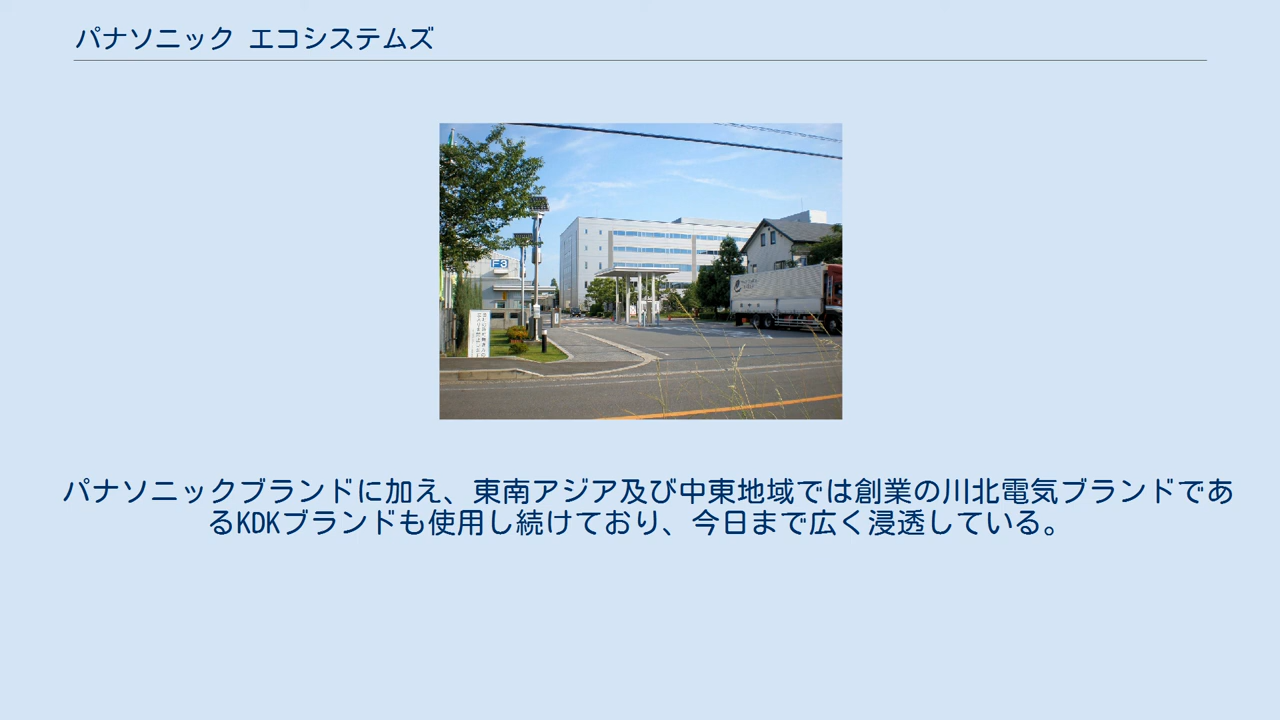 パナソニック エコシステムズ
F3
パナソニックブランドに加え、東南アジア及び中東地域では創業の川北電気ブランドであ
るKDKブランドも使用し続けており、今日まで広く浸透している。